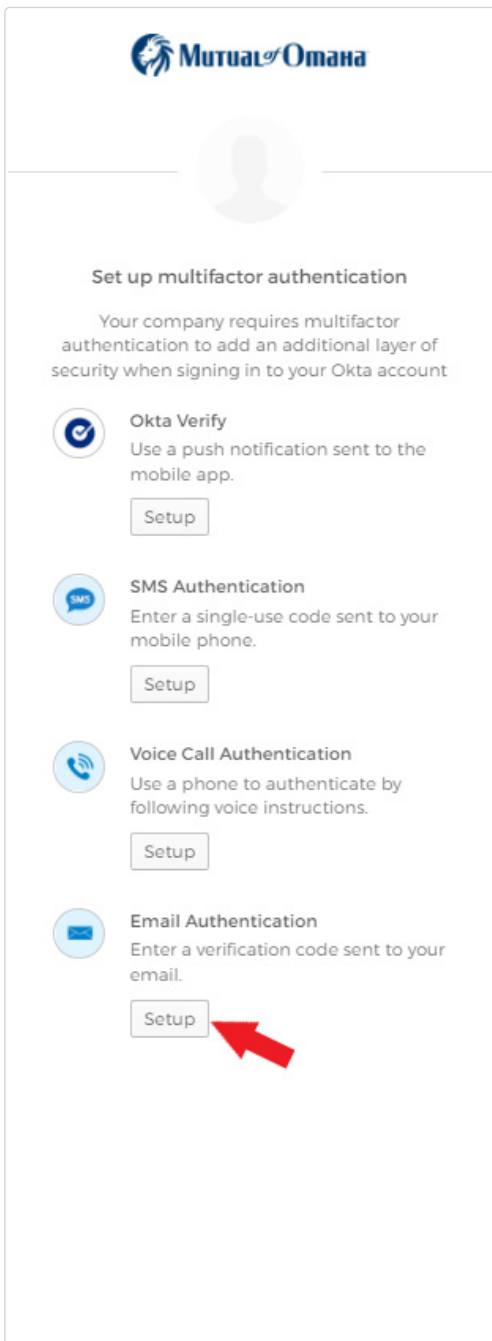 Mutual of Omaha
Set up multifactor authentication
Your company requires multifactor
authentication to add an additional layer of
security when signing in to your Okta account
Okta Verify
Use a push notification sent to the
mobile app.
Setup
SMS
SMS Authentication
Enter a single-use code sent to your
mobile phone.
Setup
Voice Call Authentication
Use a phone to authenticate by
following voice instructions.
Setup
Email Authentication
Enter a verification code sent to your
email.
Setup